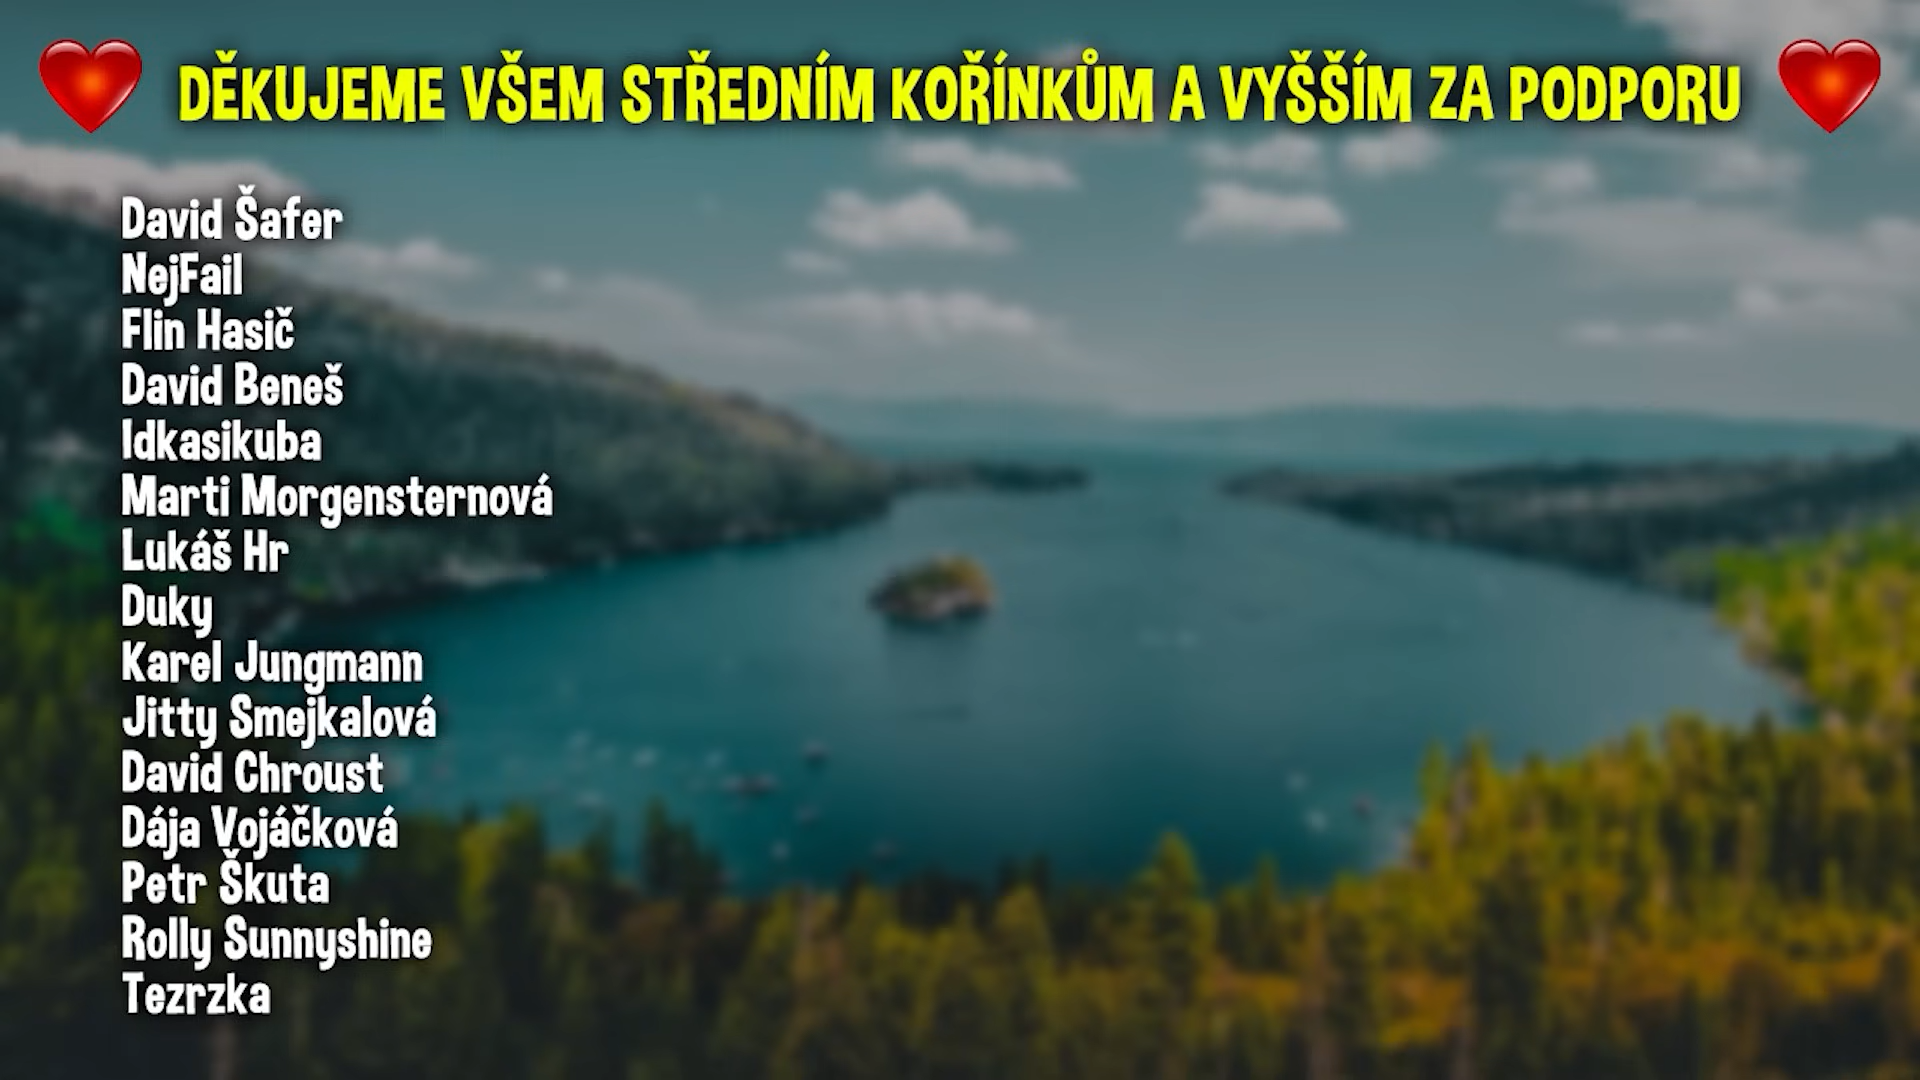 DĚKUJEME VŠEM STŘEDNÍM KOŘÍNKŮM A VYŠŠÍM ZA PODPORU
David Šafer
NejFail
Flin Hasič
David Beneš
Idkasikuba
Marti Morgensternová
Lukáš Hr
Duky
Karel Jungmann
Jitty Smejkalová
David Chroust
Dája Vojáčková
Petr Škuta
Rolly Sunnyshine
Tezrzka